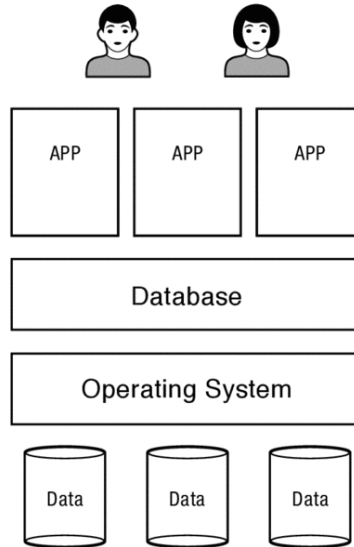 APP APP APP
Database
Operating System
Data Data Data